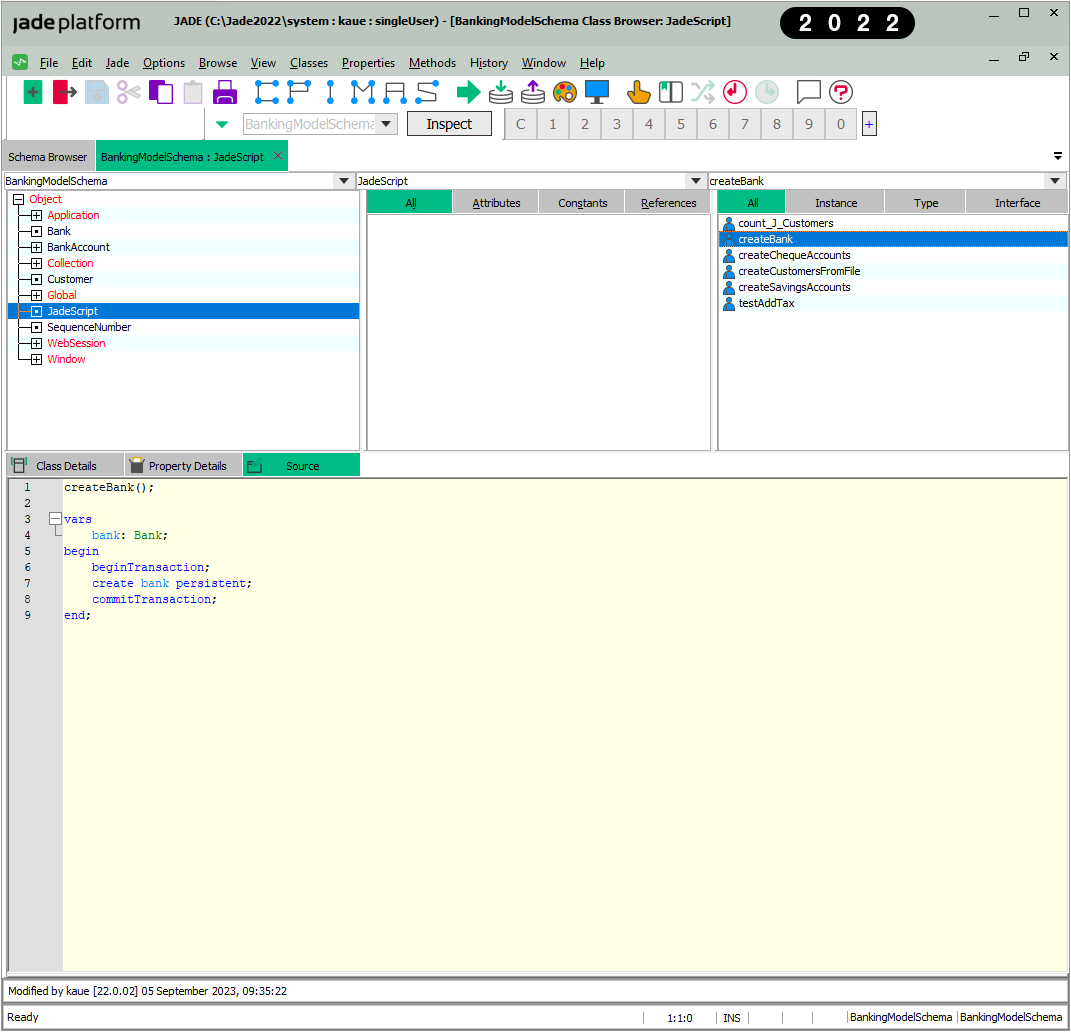 jade platform JADE (C:\Jade2022\system : kaue : singleUser) - [BankingModelSchema Class Browser: JadeScript] 2022
File Edit View Jade Options Browse View Classes Properties Methods History Window Help
BankingModelSchema Inspect C 1 2 3 4 5 6 7 8 9 0 +
Schema Browser BankingModelSchema : JadeScript
BankingModelSchema JadeScript createBank
All Attributes Constants References All Instance Type Interface
Object
Application
Bank
BankAccount
Collection
Customer
Global
JadeScript
SequenceNumber
WebSession
Window
count_J_Customers
createBank
createChequeAccounts
createCustomersFromFile
createSavingsAccounts
testAddTax
Class Details Property Details Source
1 createBank();
2
3 vars
4 bank: Bank;
5 begin
6 beginTransaction;
7 create bank persistent;
8 commitTransaction;
9 end;
Modified by kaue [22.0.02] 05 September 2023, 09:35:22
Ready 1:1:0 INS BankingModelSchema BankingModelSchema